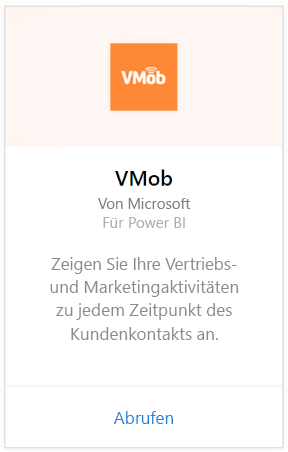 VMob
VMob
Von Microsoft
Für Power BI
Zeigen Sie Ihre Vertriebs-
und Marketingaktivitäten
zu jedem Zeitpunkt des
Kundenkontakts an.
Abrufen